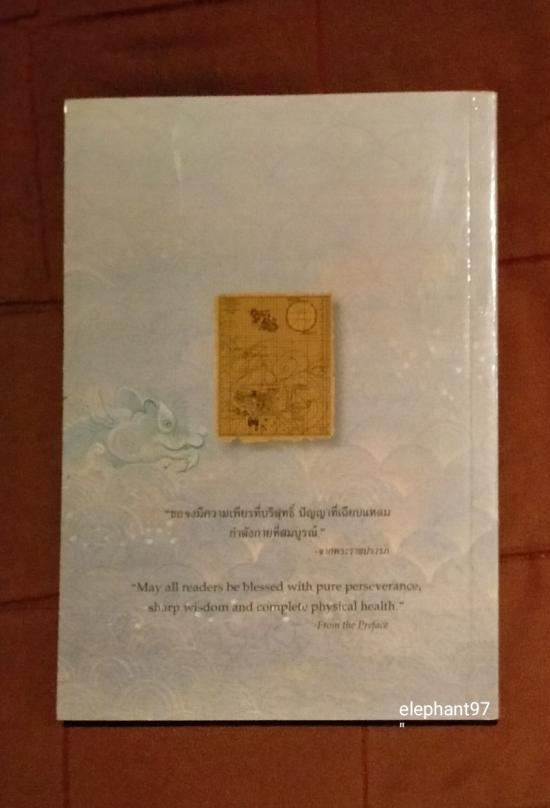 "ขอจงมีความเพียรที่บริสุทธิ์ ปัญญาที่เฉียบแหลม
กำลังกายที่สมบูรณ์"
-จากพระราชปรารภ
"May all readers be blessed with pure perseverance,
sharp wisdom and complete physical health."
-From the Preface
elephant97
"